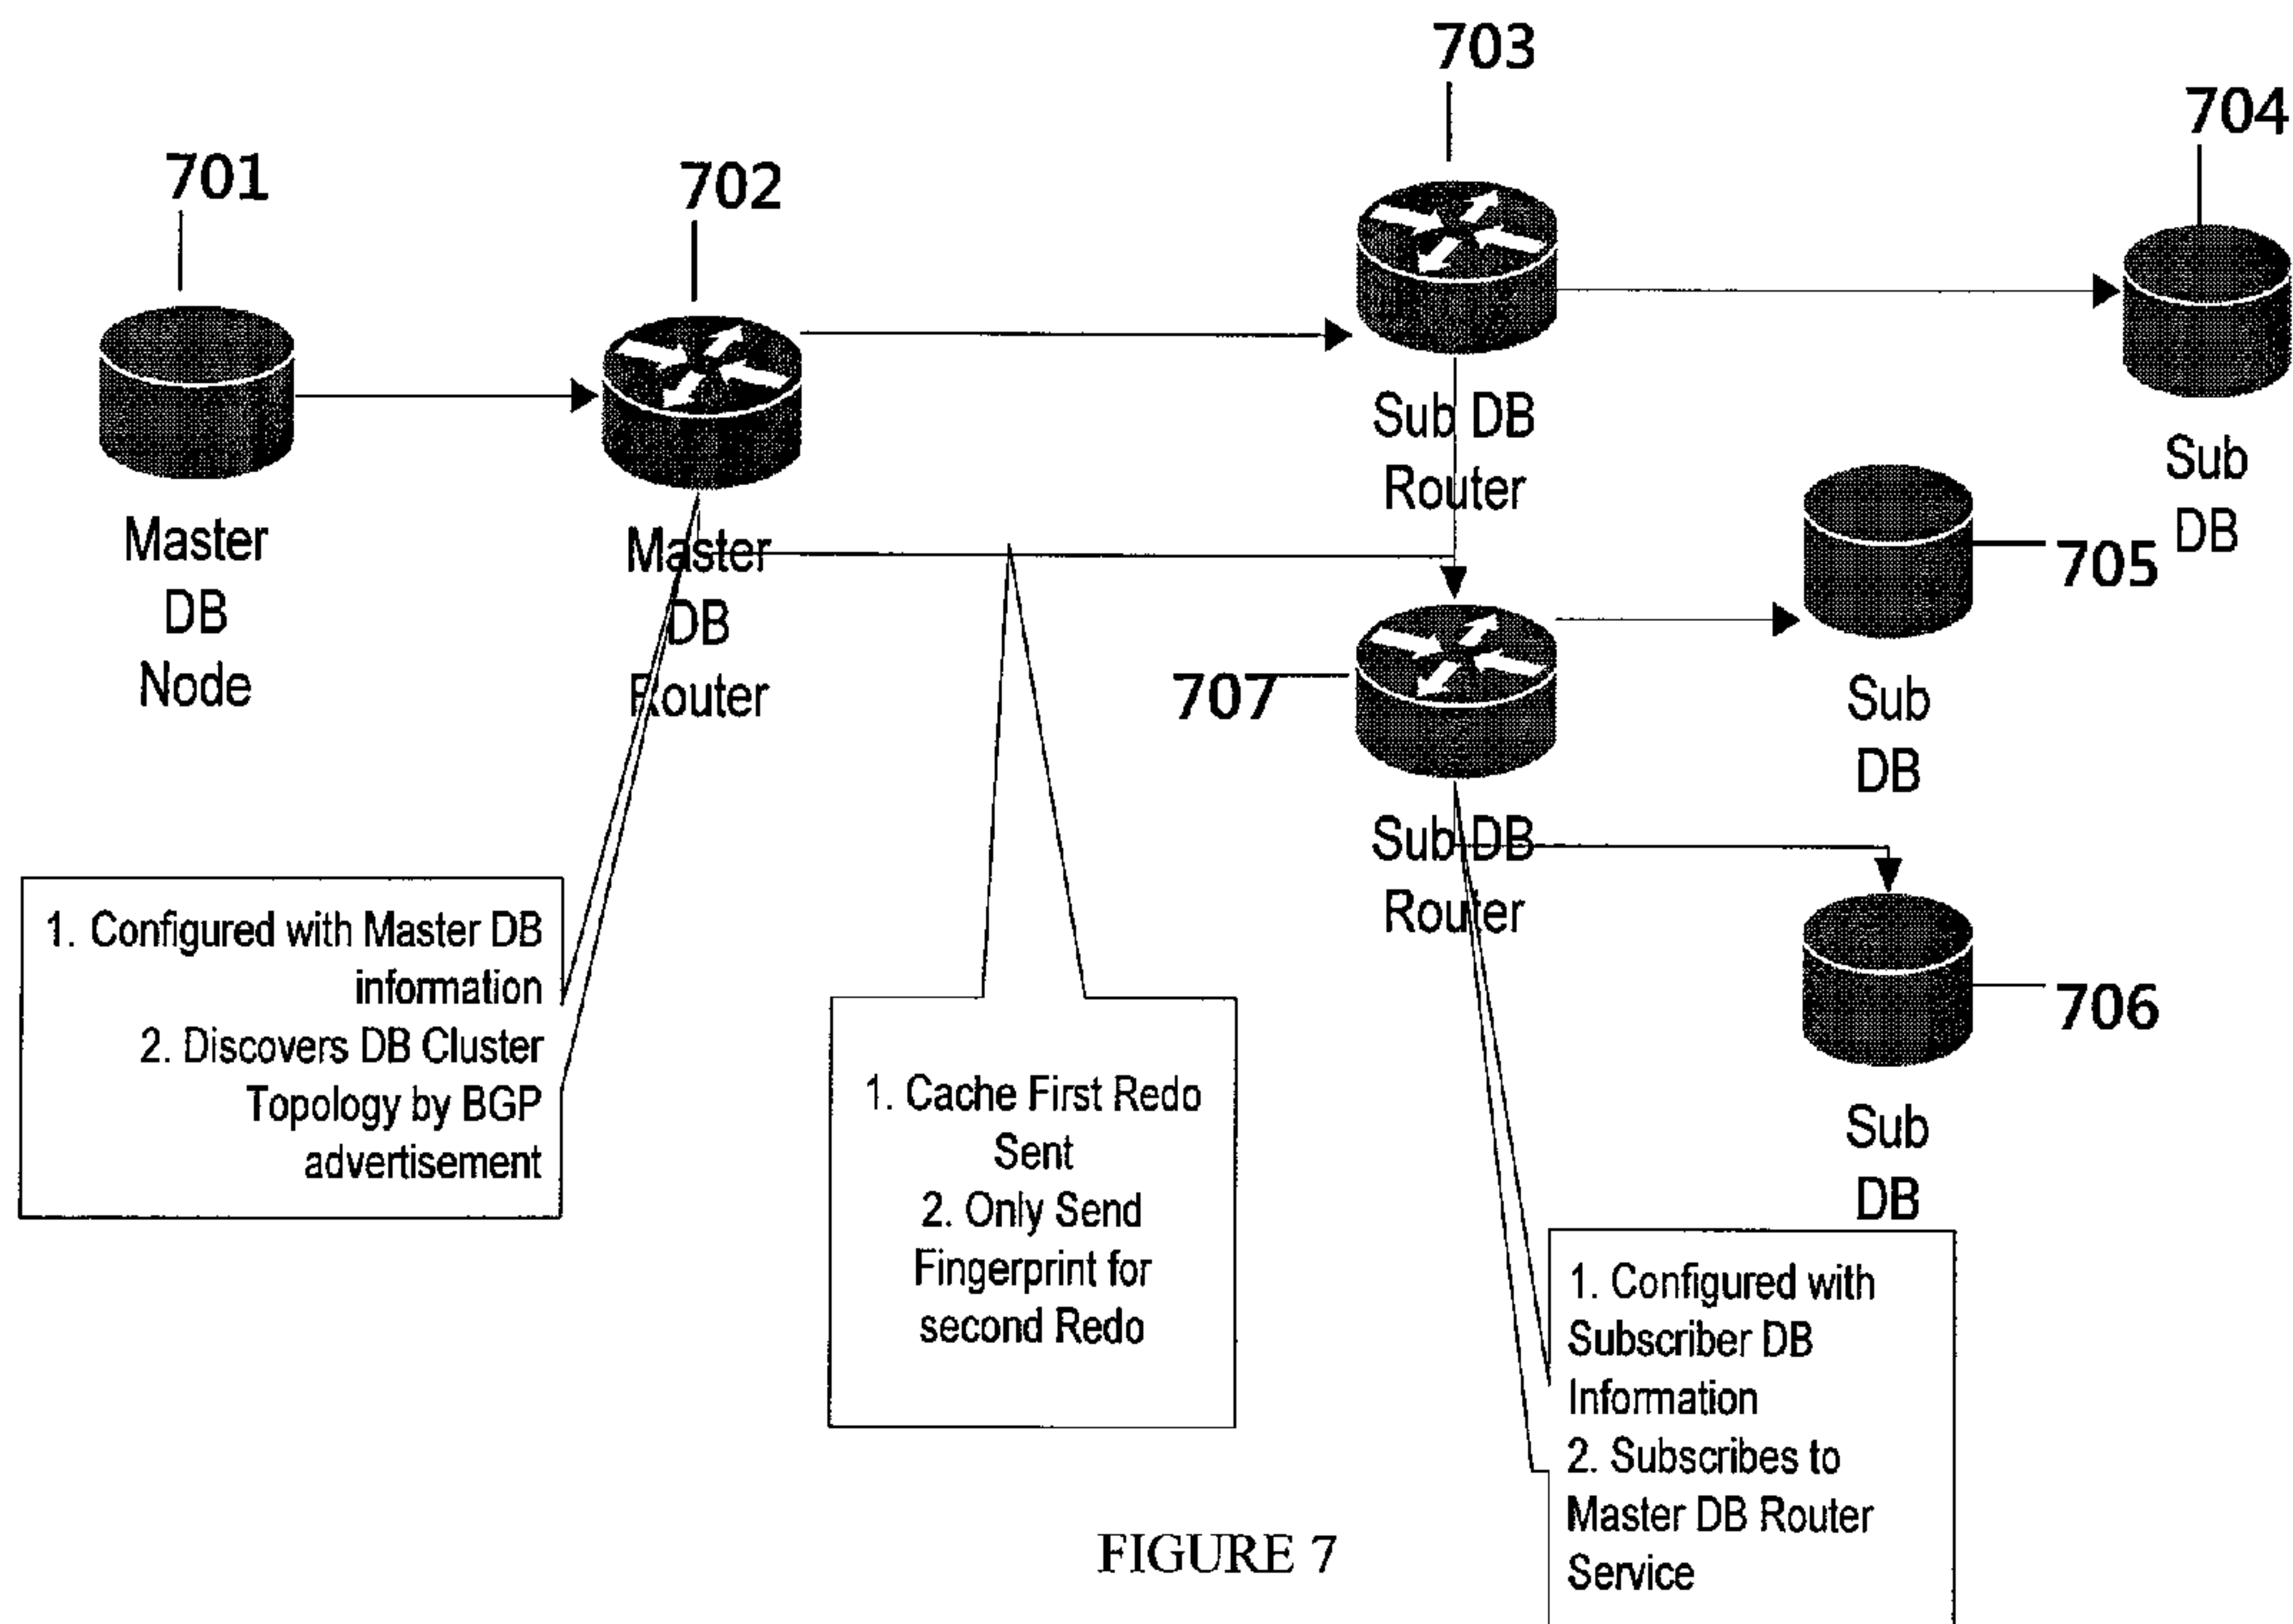 703
704
701
702
Sub DB
Router
Sub
DB
705
Master
DB
Node
Master
DB
Router
707
Sub
DB
Sub DB
Router
706
Sub
DB
1. Configured with Master DB
information
2. Discovers DB Cluster
Topology by BGP
advertisement
1. Cache First Redo
Sent
2. Only Send
Fingerprint for
second Redo
1. Configured with
Subscriber DB
Information
2. Subscribes to
Master DB Router
Service
FIGURE 7